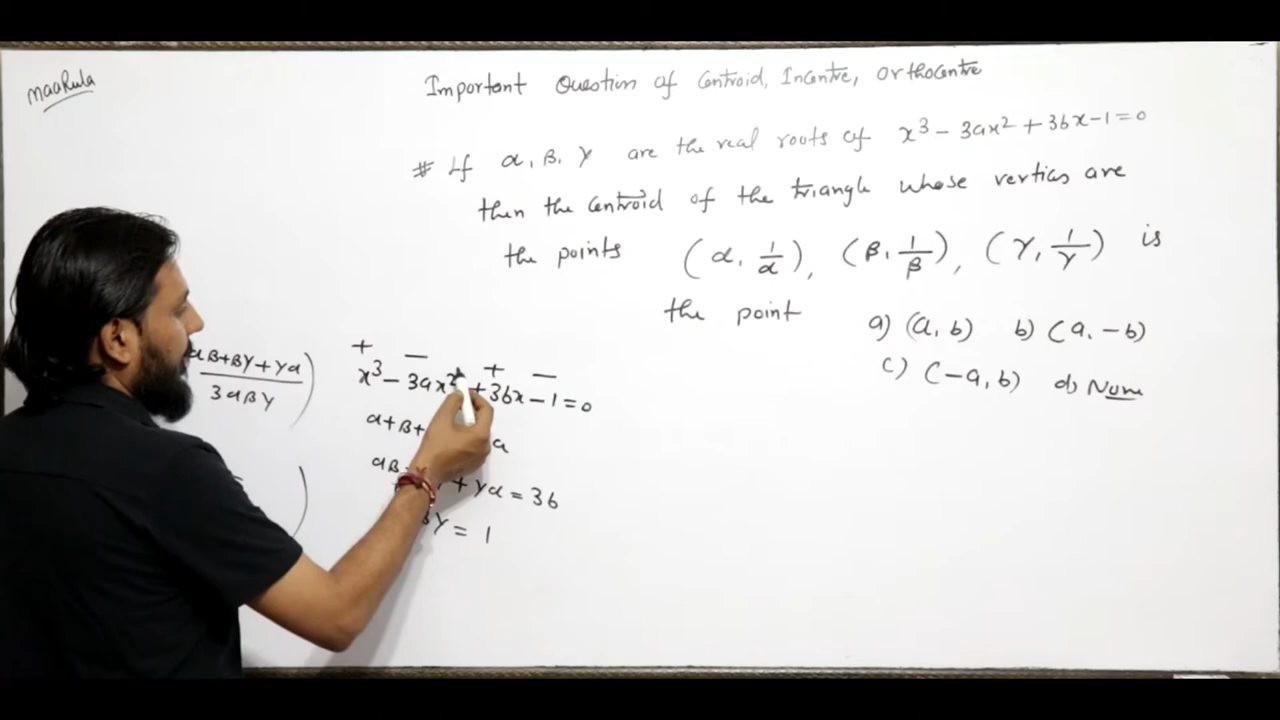 maaRula
Important Question of Centroid, Incentre, Orthocentre
# If α, β, γ are the real roots of x³ - 3ax² + 3bx - 1 = 0
then the Centroid of the triangle whose vertics are
the points (α, 1/α), (β, 1/β), (γ, 1/γ) is
the point
a) (a, b) b) (a, -b)
c) (-a, b) d) None
αβ+βγ+γα)
3αβγ
+ - + -
x³ - 3ax² + 3bx - 1 = 0
α+β+ a
αβ + γα = 3b
βγ = 1